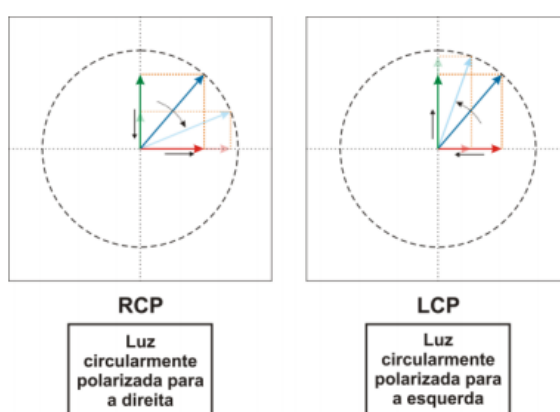 RCP
Luz
circularmente
polarizada para
a direita
LCP
Luz
circularmente
polarizada para
a esquerda